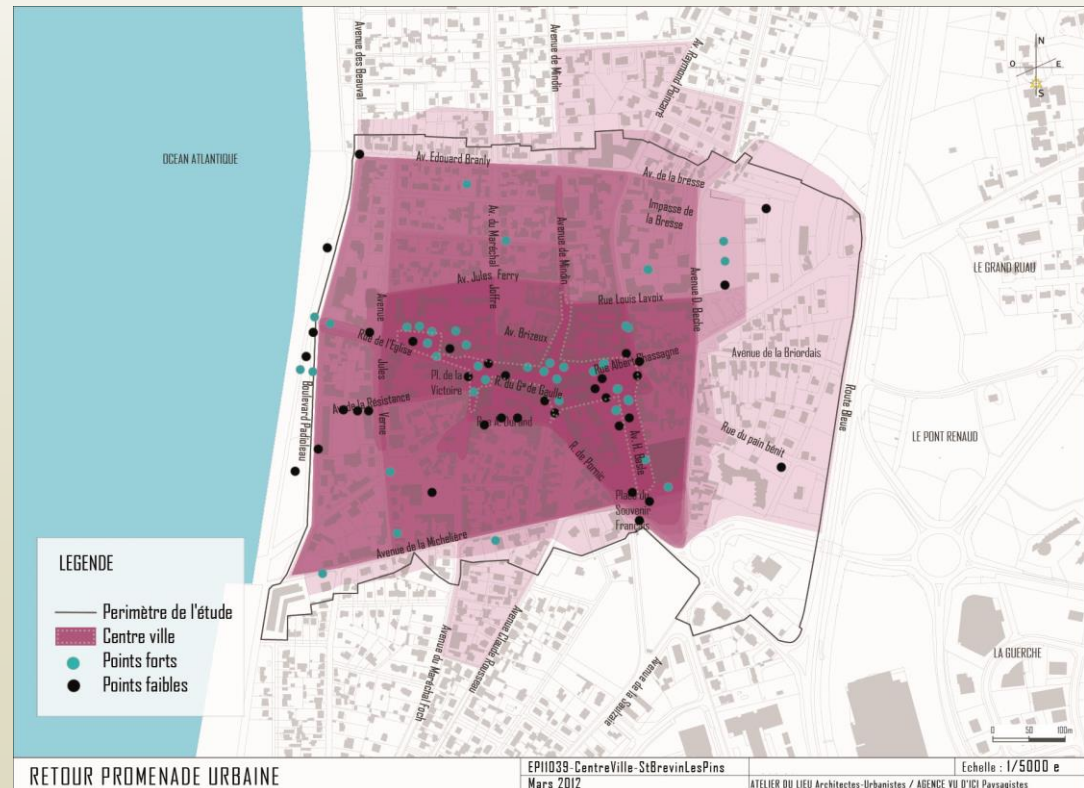 Avenue des Beauval
Avenue de Mindin
Av. Raymond Poincaré
N
O
E
S
OCEAN ATLANTIQUE
Av. Edouard Branly
Av. de la bresse
Impasse de
la Bresse
Av. du Maréchal
Joffre
Avenue de Mindin
LE GRAND RUAU
Av. Jules Ferry
Rue Louis Lavoix
Avenue D. Beche
Avenue
Jules
Verne
Rue de l'Eglise
Av. Brizeux
Rue Albert Chassagne
Avenue de la Briordais
Pl. de la
Victoire
R. du Gal de Gaulle
Boulevard Padioleau
Av. de la Résistance
Route Bleue
LE PONT RENAUD
Rue du pain bénit
R. de Pornic
Av. H. Basle
Place du
Souvenir
Français
Avenue de la Michelière
LEGENDE
Perimètre de l'étude
Centre ville
Points forts
Points faibles
Avenue du Maréchal Foch
Avenue Claude Rousseau
Avenue de la Saulzaie
LA GUERCHE
0 50 100m
RETOUR PROMENADE URBAINE
EP11039-CentreVille-StBrevinLesPins
Mars 2012
Echelle : 1/5000 e
ATELIER DU LIEU Architectes-Urbanistes / AGENCE VU D'ICI Paysagistes